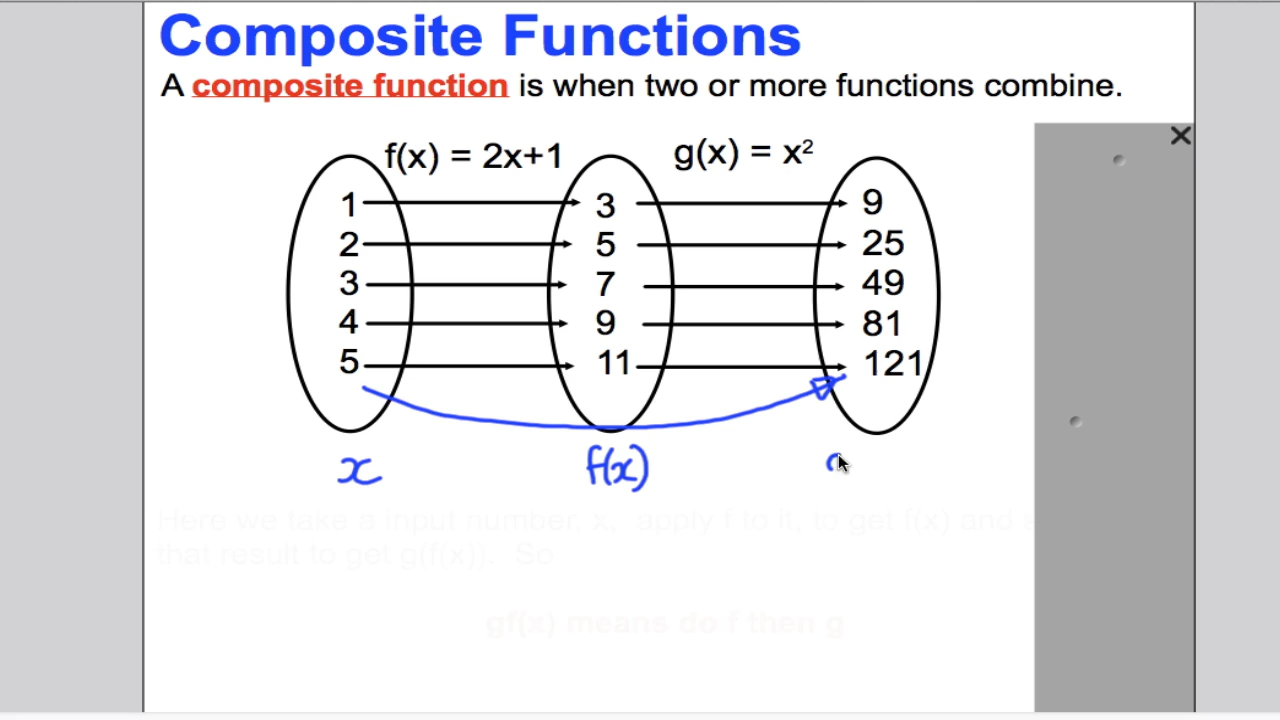 Composite Functions
A composite function is when two or more functions combine.
f(x) = 2x+1 g(x) = x²
1 3 9
2 5 25
3 7 49
4 9 81
5 11 121
x f(x)
Here we take a input number, x, apply f to it, to get f(x) and
that result to get g(f(x)). So
gf(x) means do f then g